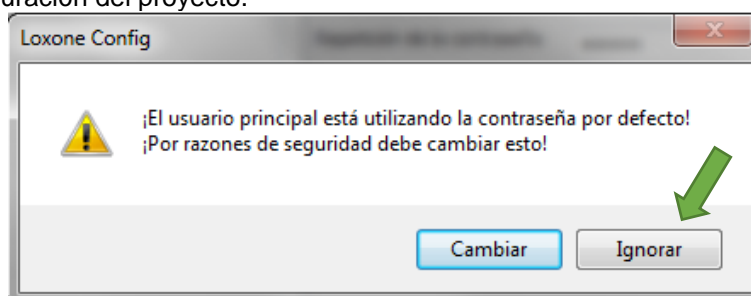 uración del proyecto.
Loxone Config
¡El usuario principal está utilizando la contraseña por defecto!
¡Por razones de seguridad debe cambiar esto!
Cambiar
Ignorar